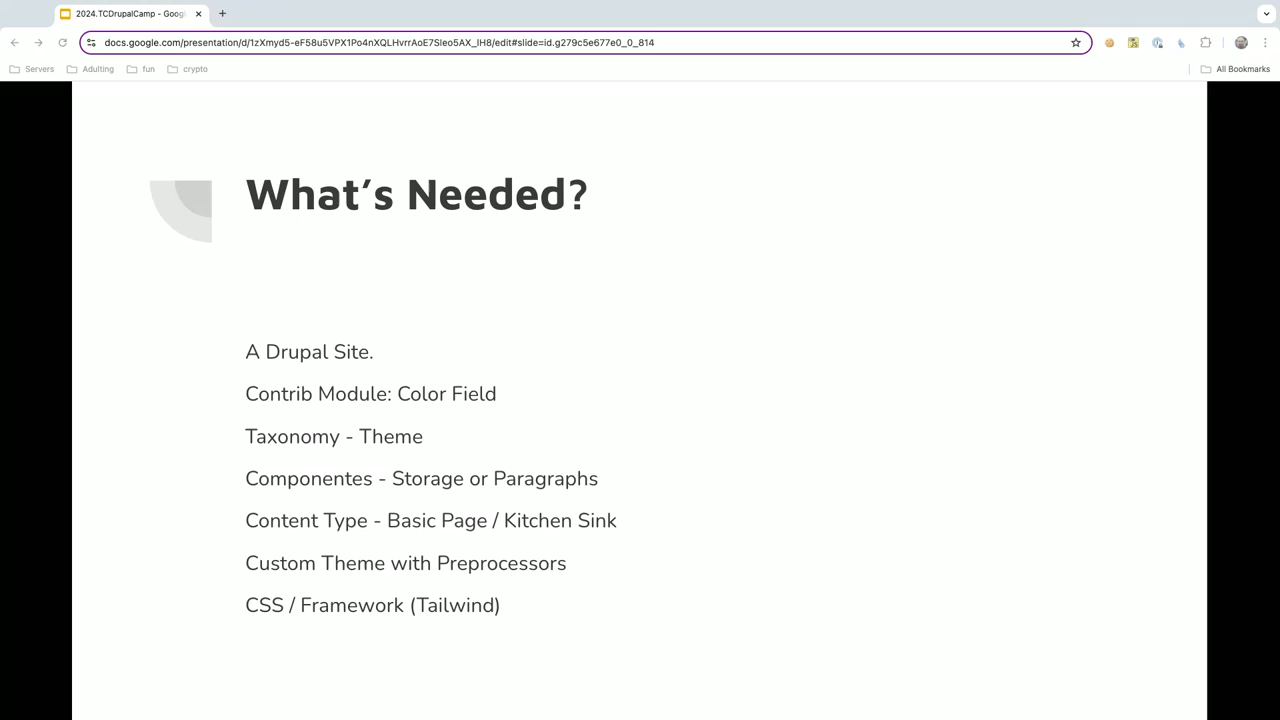 2024.TCDrupalCamp - Goog
docs.google.com/presentation/d/1zXmyd5-eF58u5VPX1Po4nXQLHvrrAoE7SIeo5AX_lH8/edit#slide=id.g279c5e677e0_0_814
Servers
Adulting
fun
crypto
All Bookmarks
What's Needed?
A Drupal Site.
Contrib Module: Color Field
Taxonomy - Theme
Componentes - Storage or Paragraphs
Content Type - Basic Page / Kitchen Sink
Custom Theme with Preprocessors
CSS / Framework (Tailwind)